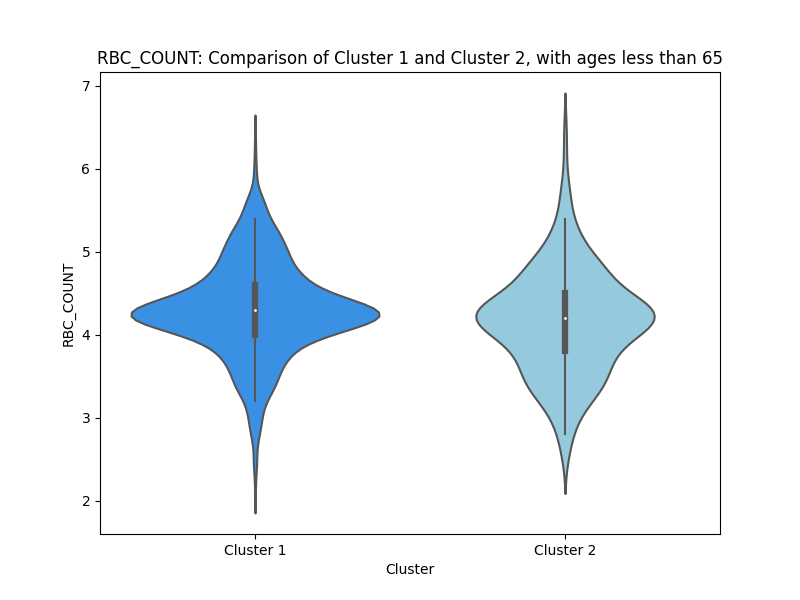 RBC_COUNT: Comparison of Cluster 1 and Cluster 2, with ages less than 65
7
6
5
4
3
2
RBC_COUNT
Cluster 1
Cluster 2
Cluster